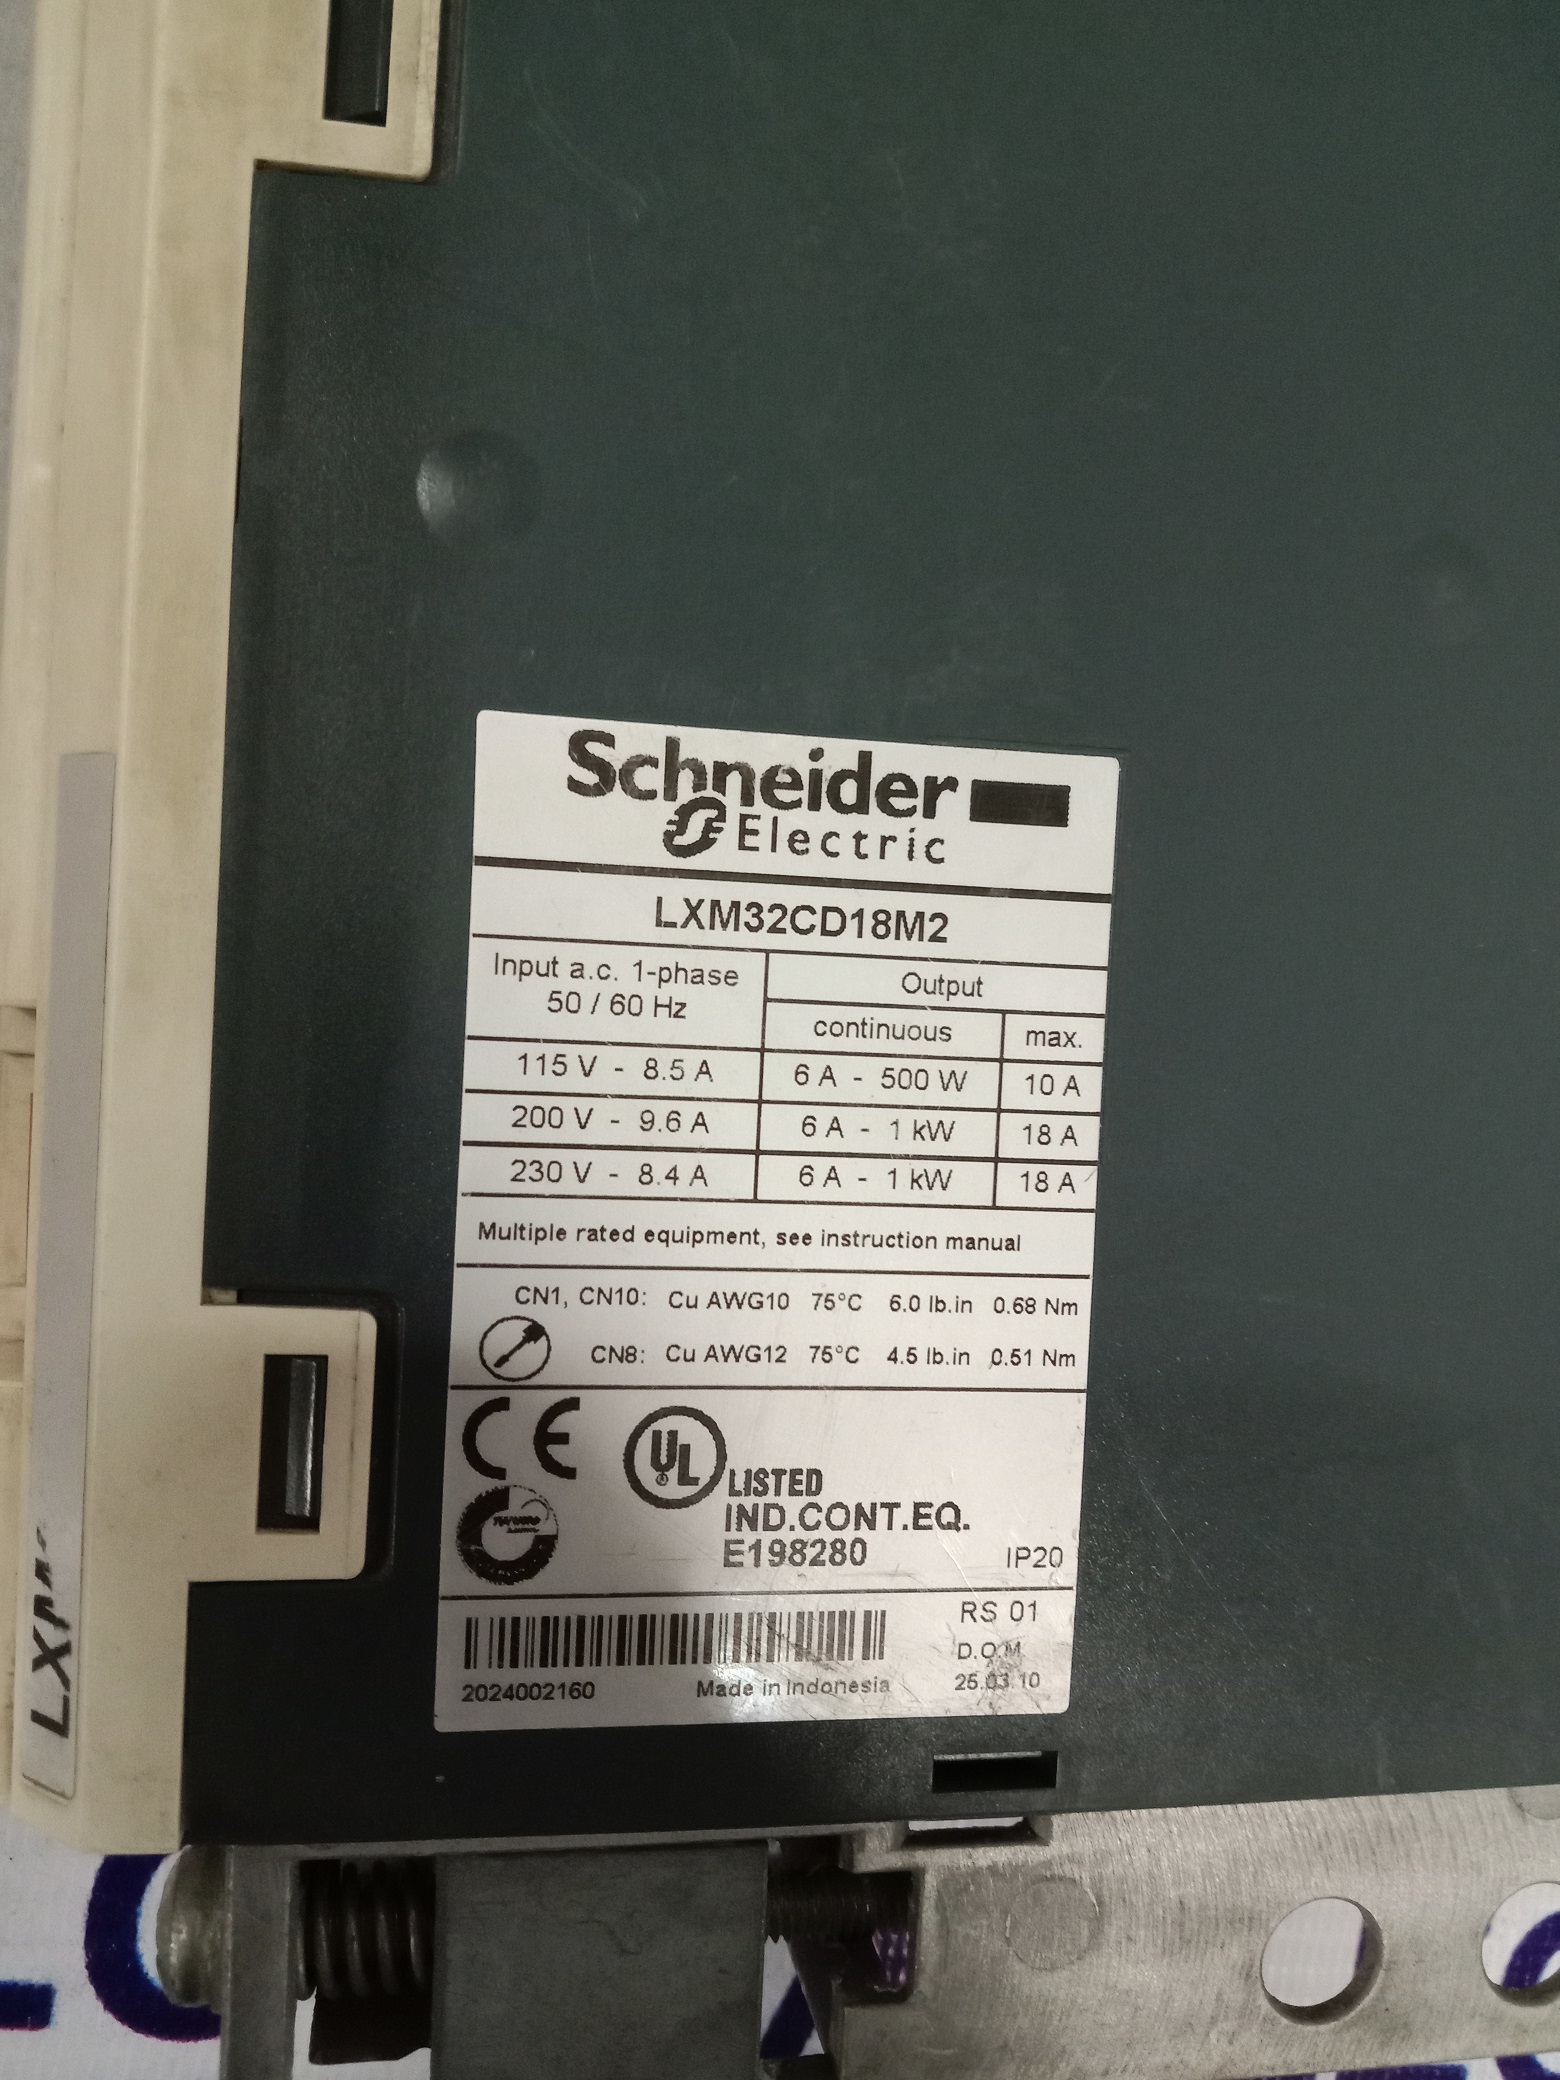 Schneider
Electric
LXM32CD18M2
Input a.c. 1-phase
50 / 60 Hz
Output
continuous
max.
115 V - 8.5 A
6 A - 500 W
10 A
200 V - 9.6 A
6 A - 1 kW
18 A
230 V - 8.4 A
6 A - 1 kW
18 A
Multiple rated equipment, see instruction manual
CN1, CN10: Cu AWG10 75°C 6.0 lb.in 0.68 Nm
CN8: Cu AWG12 75°C 4.5 lb.in 0.51 Nm
CE
UL
LISTED
IND.CONT.EQ.
E198280
IP20
RS 01
D.O.M
25.03.10
2024002160
Made in Indonesia